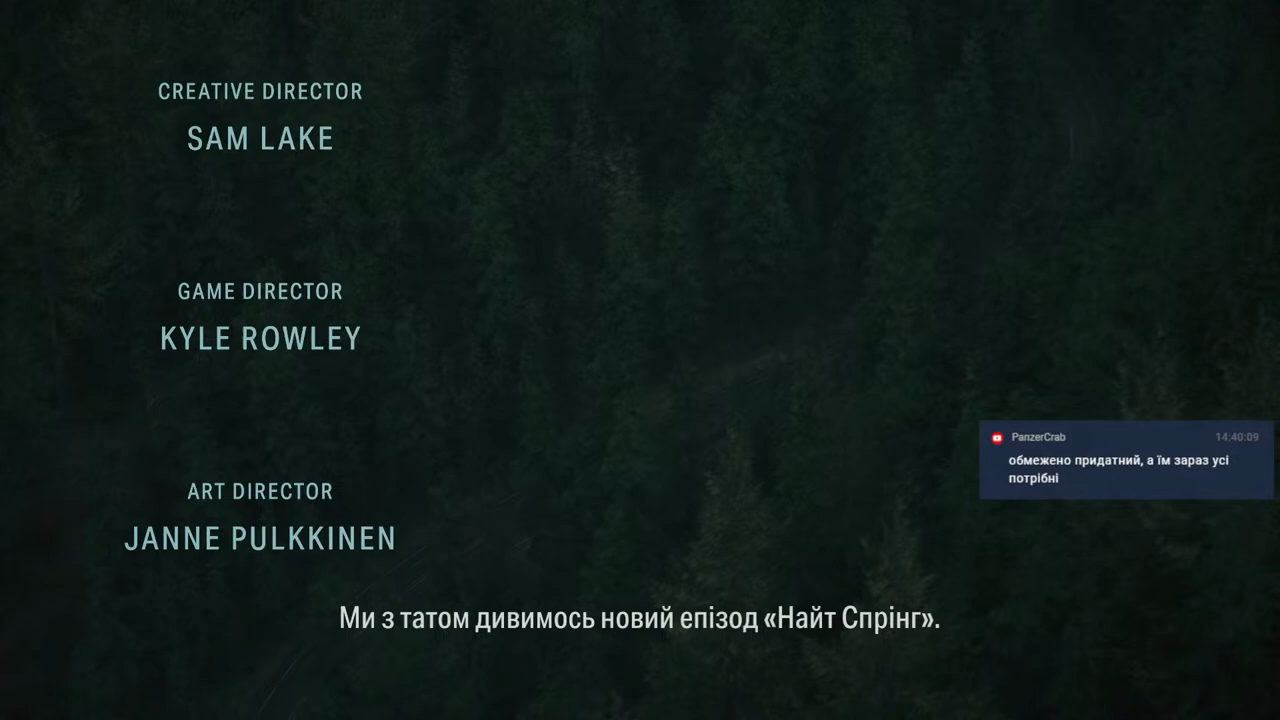 CREATIVE DIRECTOR
SAM LAKE
GAME DIRECTOR
KYLE ROWLEY
ART DIRECTOR
JANNE PULKKINEN
PanzerCrab 14:40:09
обмежено придатний, а їм зараз усі
потрібні
Ми з татом дивимось новий епізод «Найт Спрінг».